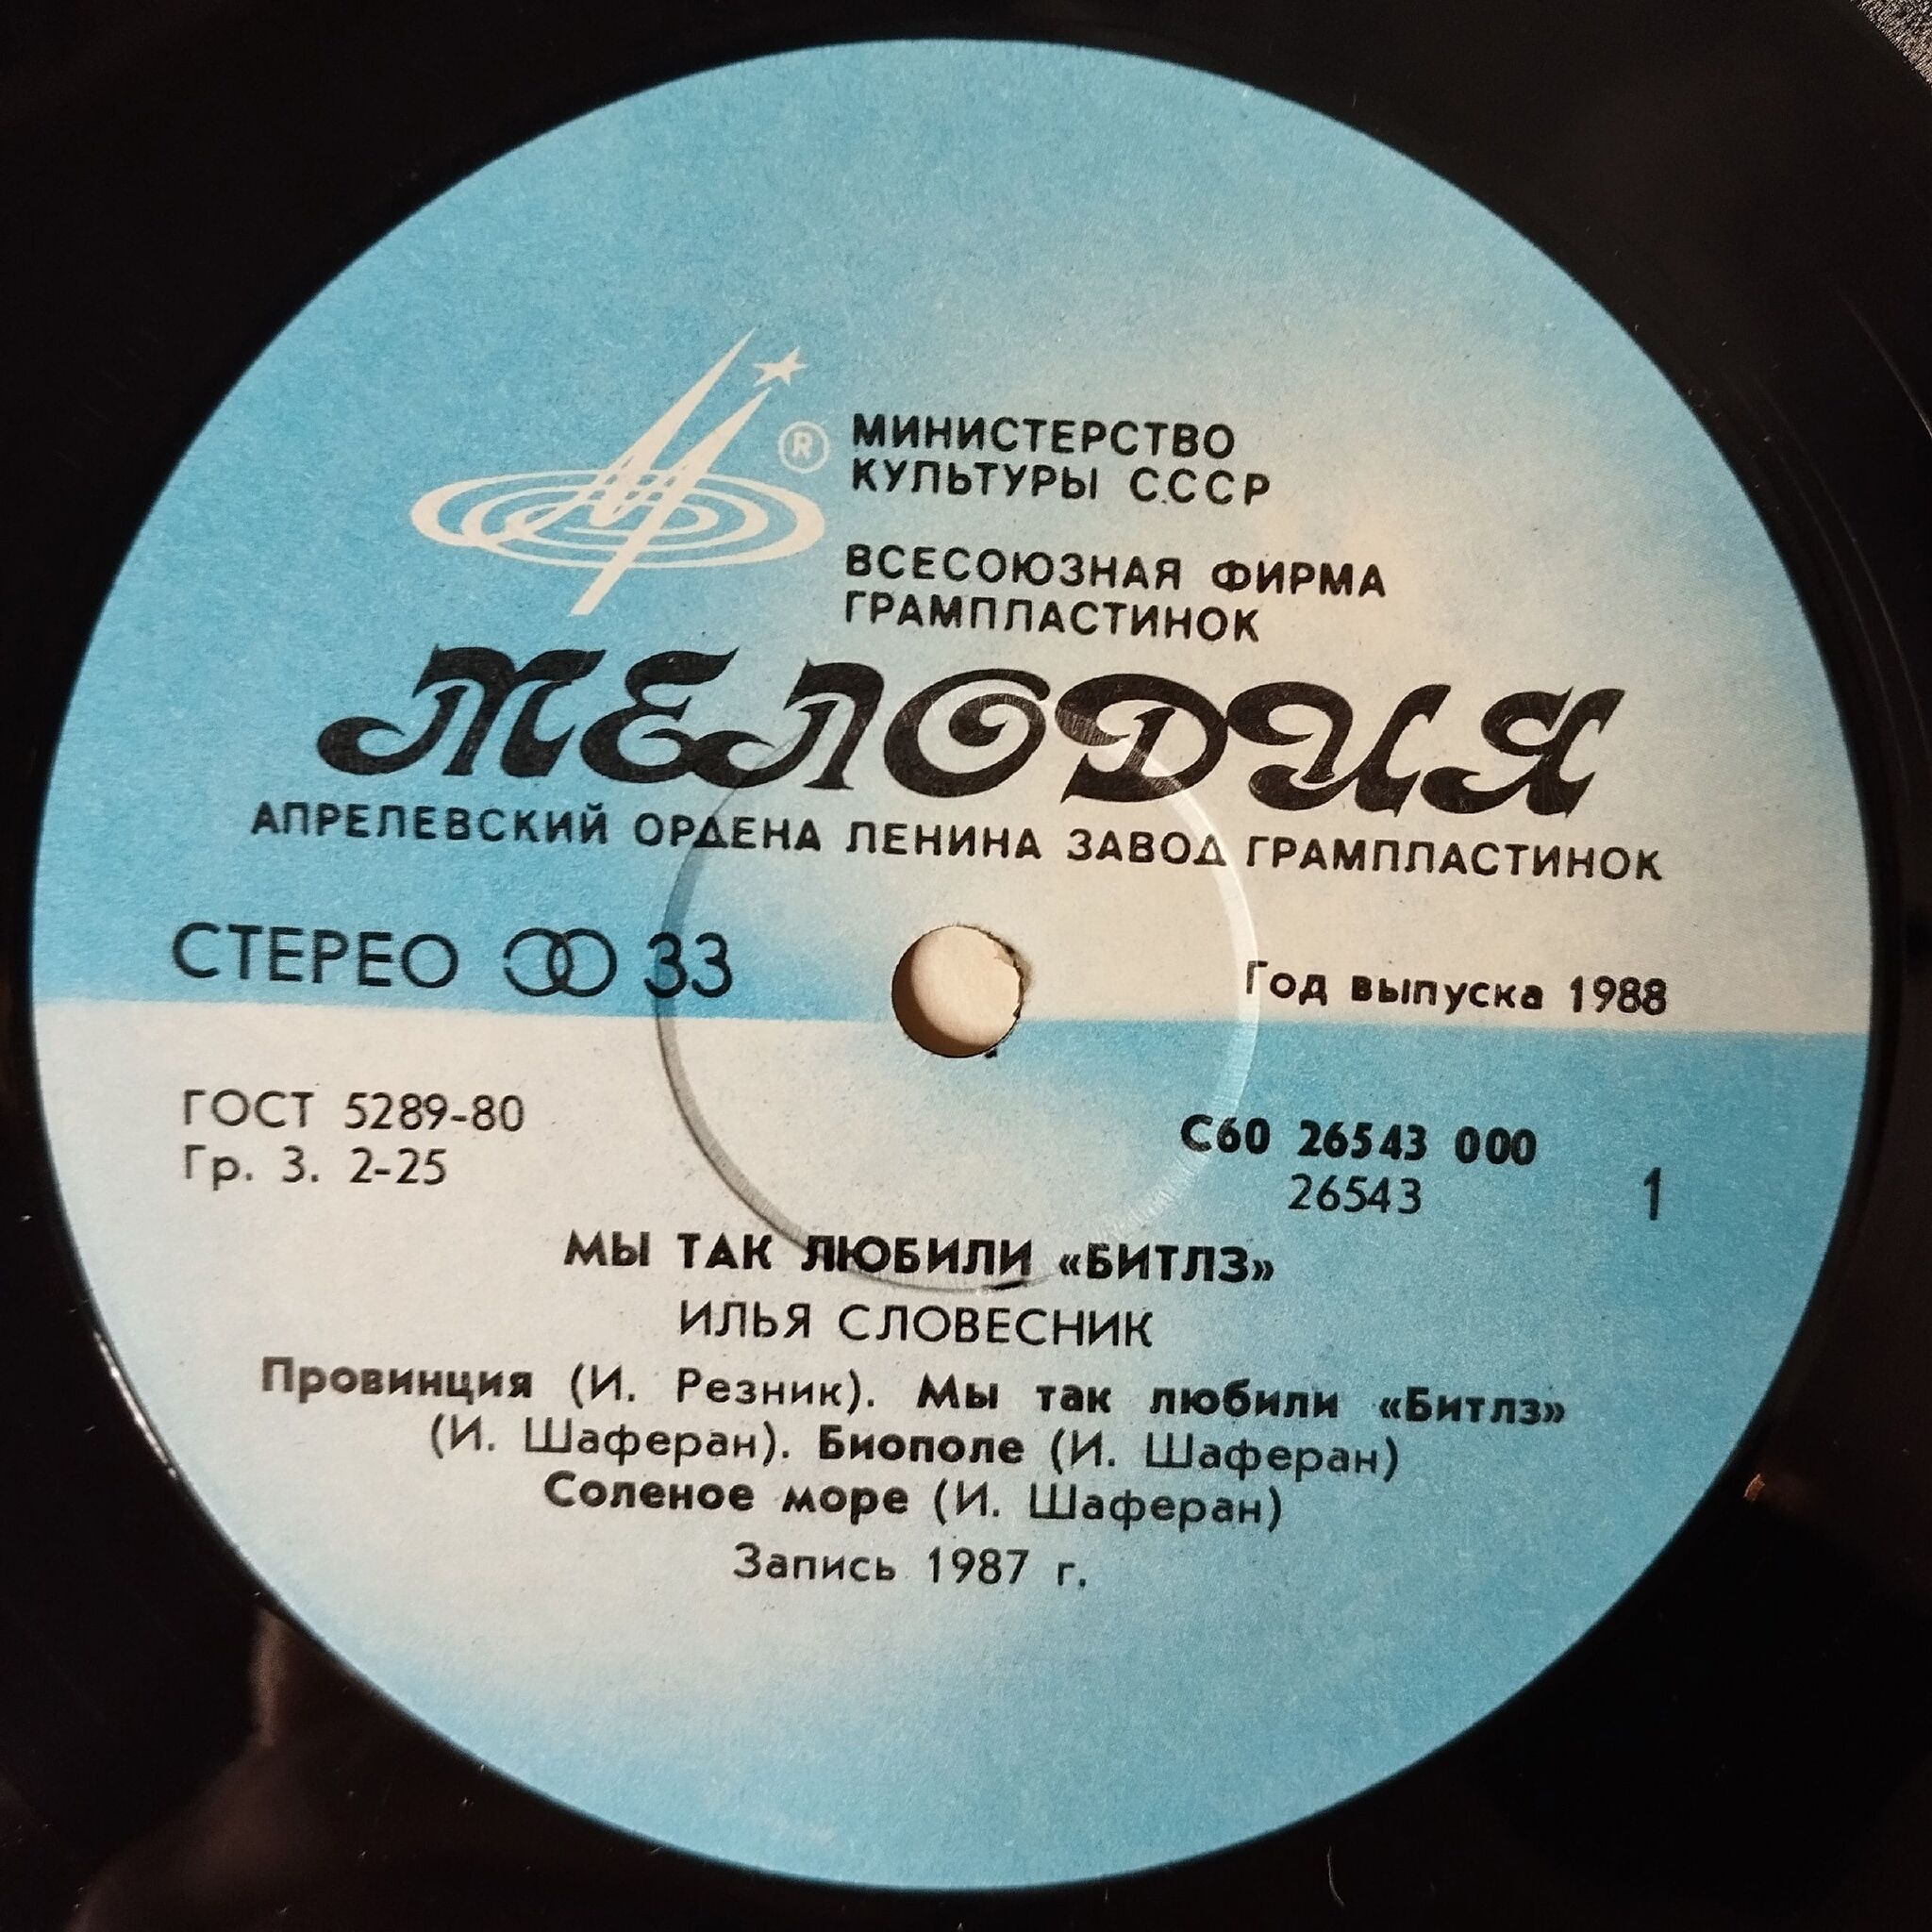 ®
МИНИСТЕРСТВО
КУЛЬТУРЫ СССР
ВСЕСОЮЗНАЯ ФИРМА
ГРАМПЛАСТИНОК
МЕЛОДИЯ
АПРЕЛЕВСКИЙ ОРДЕНА ЛЕНИНА ЗАВОД ГРАМПЛАСТИНОК
СТЕРЕО 33
Год выпуска 1988
ГОСТ 5289-80
Гр. 3. 2-25
С60 26543 000
26543 1
МЫ ТАК ЛЮБИЛИ «БИТЛЗ»
ИЛЬЯ СЛОВЕСНИК
Провинция (И. Резник). Мы так любили «Битлз»
(И. Шаферан). Биополе (И. Шаферан)
Соленое море (И. Шаферан)
Запись 1987 г.